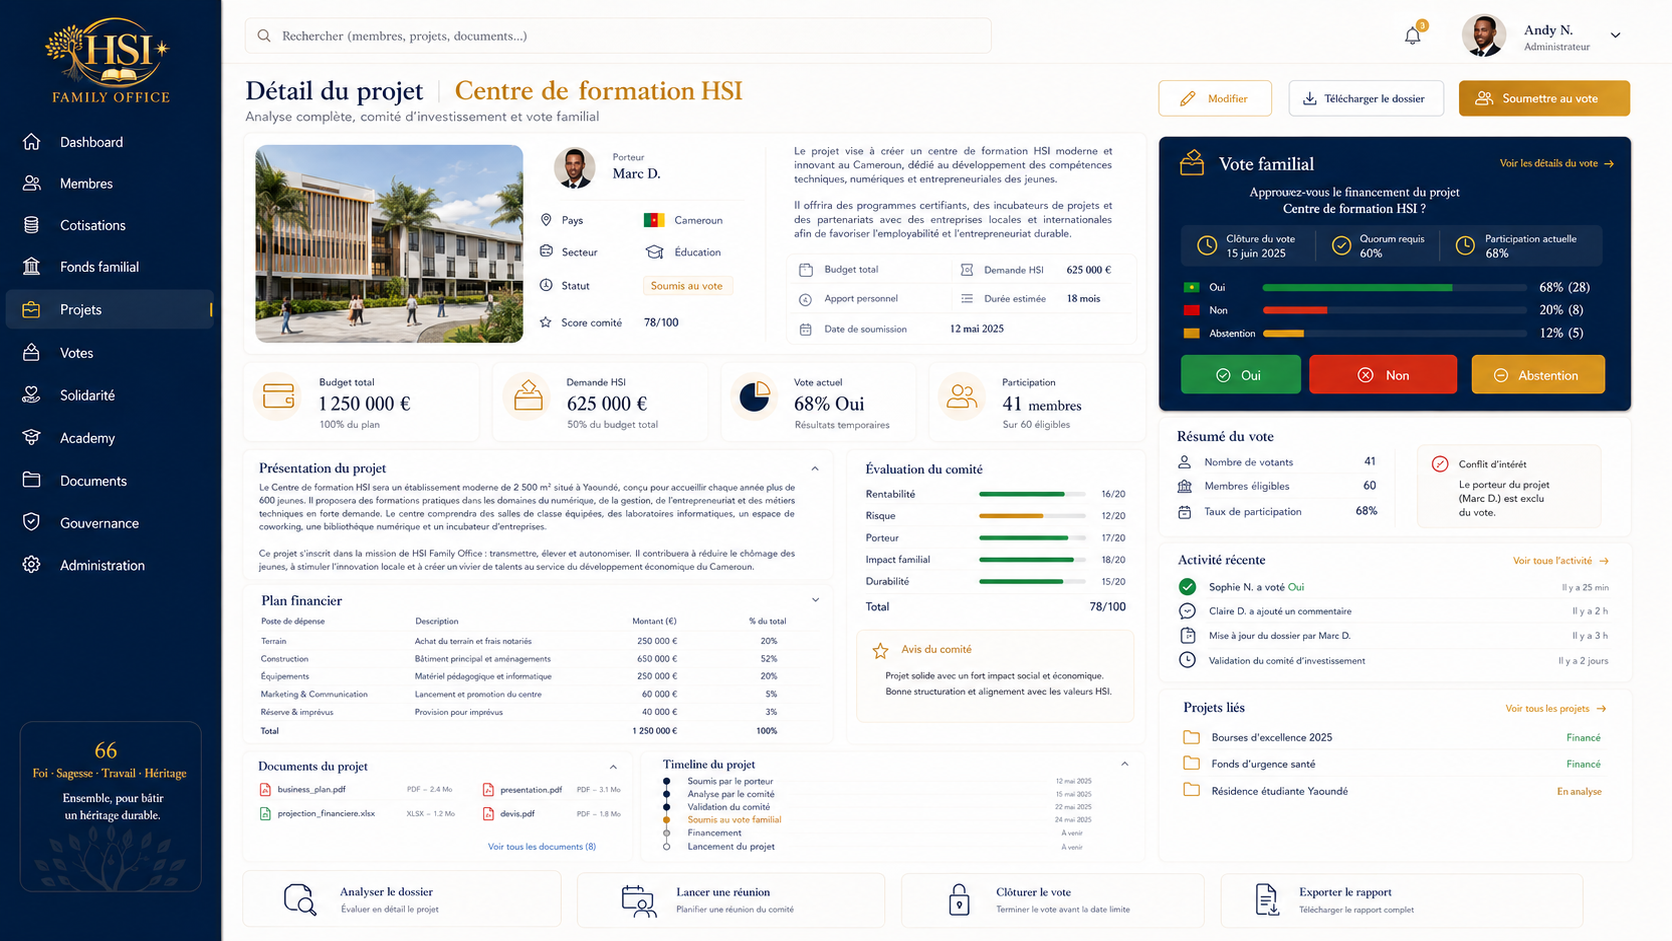 HSI
FAMILY OFFICE
Dashboard
Membres
Cotisations
Fonds familial
Projets
Votes
Solidarité
Academy
Documents
Gouvernance
Administration
66
Foi · Sagesse · Travail · Héritage
Ensemble, pour bâtir
un héritage durable.
Rechercher (membres, projets, documents...)
3
Andy N.
Administrateur
Détail du projet
Centre de formation HSI
Analyse complète, comité d'investissement et vote familial
Modifier
Télécharger le dossier
Soumettre au vote
Porteur
Marc D.
Pays
Cameroun
Secteur
Éducation
Statut
Soumis au vote
Score comité
78/100
Le projet vise à créer un centre de formation HSI moderne et
innovant au Cameroun, dédié au développement des compétences
techniques, numériques et entrepreneuriales des jeunes.
Il offrira des programmes certifiants, des incubateurs de projets et
des partenariats avec des entreprises locales et internationales
afin de favoriser l'employabilité et l'entrepreneuriat durable.
Budget total
Demande HSI
625 000 €
Apport personnel
Durée estimée
18 mois
Date de soumission
12 mai 2025
Budget total
1 250 000 €
100% du plan
Demande HSI
625 000 €
50% du budget total
Vote actuel
68% Oui
Résultats temporaires
Participation
41 membres
Sur 60 éligibles
Présentation du projet
Le Centre de formation HSI sera un établissement moderne de 2 500 m² situé à Yaoundé, conçu pour accueillir chaque année plus de
600 jeunes. Il proposera des formations pratiques dans les domaines du numérique, de la gestion, de l'entrepreneuriat et des métiers
techniques en forte demande. Le centre comprendra des salles de classe équipées, des laboratoires informatiques, un espace de
coworking, une bibliothèque numérique et un incubateur d'entreprises.
Ce projet s'inscrit dans la mission de HSI Family Office : transmettre, élever et autonomiser. Il contribuera à réduire le chômage des
jeunes, à stimuler l'innovation locale et à créer un vivier de talents au service du développement économique du Cameroun.
Plan financier
Poste de dépense
Description
Montant (€)
% du total
Terrain
Achat du terrain et frais notariés
250 000 €
20%
Construction
Bâtiment principal et aménagements
650 000 €
52%
Équipements
Matériel pédagogique et informatique
250 000 €
20%
Marketing & Communication
Lancement et promotion du centre
60 000 €
5%
Réserve & imprévus
Provision pour imprévus
40 000 €
3%
Total
1 250 000 €
100%
Évaluation du comité
Rentabilité
16/20
Risque
12/20
Porteur
17/20
Impact familial
18/20
Durabilité
15/20
Total
78/100
Avis du comité
Projet solide avec un fort impact social et économique.
Bonne structuration et alignement avec les valeurs HSI.
Documents du projet
business_plan.pdf
PDF – 2.4 Mo
presentation.pdf
PDF – 3.1 Mo
projection_financiere.xlsx
XLSX – 1.2 Mo
devis.pdf
PDF – 1.8 Mo
Voir tous les documents (8)
Timeline du projet
Soumis par le porteur
12 mai 2025
Analyse par le comité
15 mai 2025
Validation du comité
22 mai 2025
Soumis au vote familial
24 mai 2025
Financement
À venir
Lancement du projet
À venir
Vote familial
Voir les détails du vote →
Approuvez-vous le financement du projet
Centre de formation HSI ?
Clôture du vote
15 juin 2025
Quorum requis
60%
Participation actuelle
68%
Oui
68% (28)
Non
20% (8)
Abstention
12% (5)
Oui
Non
Abstention
Résumé du vote
Nombre de votants
41
Membres éligibles
60
Taux de participation
68%
Conflit d'intérêt
Le porteur du projet
(Marc D.) est exclu
du vote.
Activité récente
Voir toue l'activité →
Sophie N. a voté Oui
Il y a 25 min
Claire D. a ajouté un commentaire
Il y a 2 h
Mise à jour du dossier par Marc D.
Il y a 3 h
Validation du comité d'investissement
Il y a 2 jours
Projets liés
Voir tous les projets →
Bourses d'excellence 2025
Financé
Fonds d'urgence santé
Financé
Résidence étudiante Yaoundé
En analyse
Analyser le dossier
Évaluer en détail le projet
Lancer une réunion
Planifier une réunion du comité
Clôturer le vote
Terminer le vote avant la date limite
Exporter le rapport
Télécharger le rapport complet